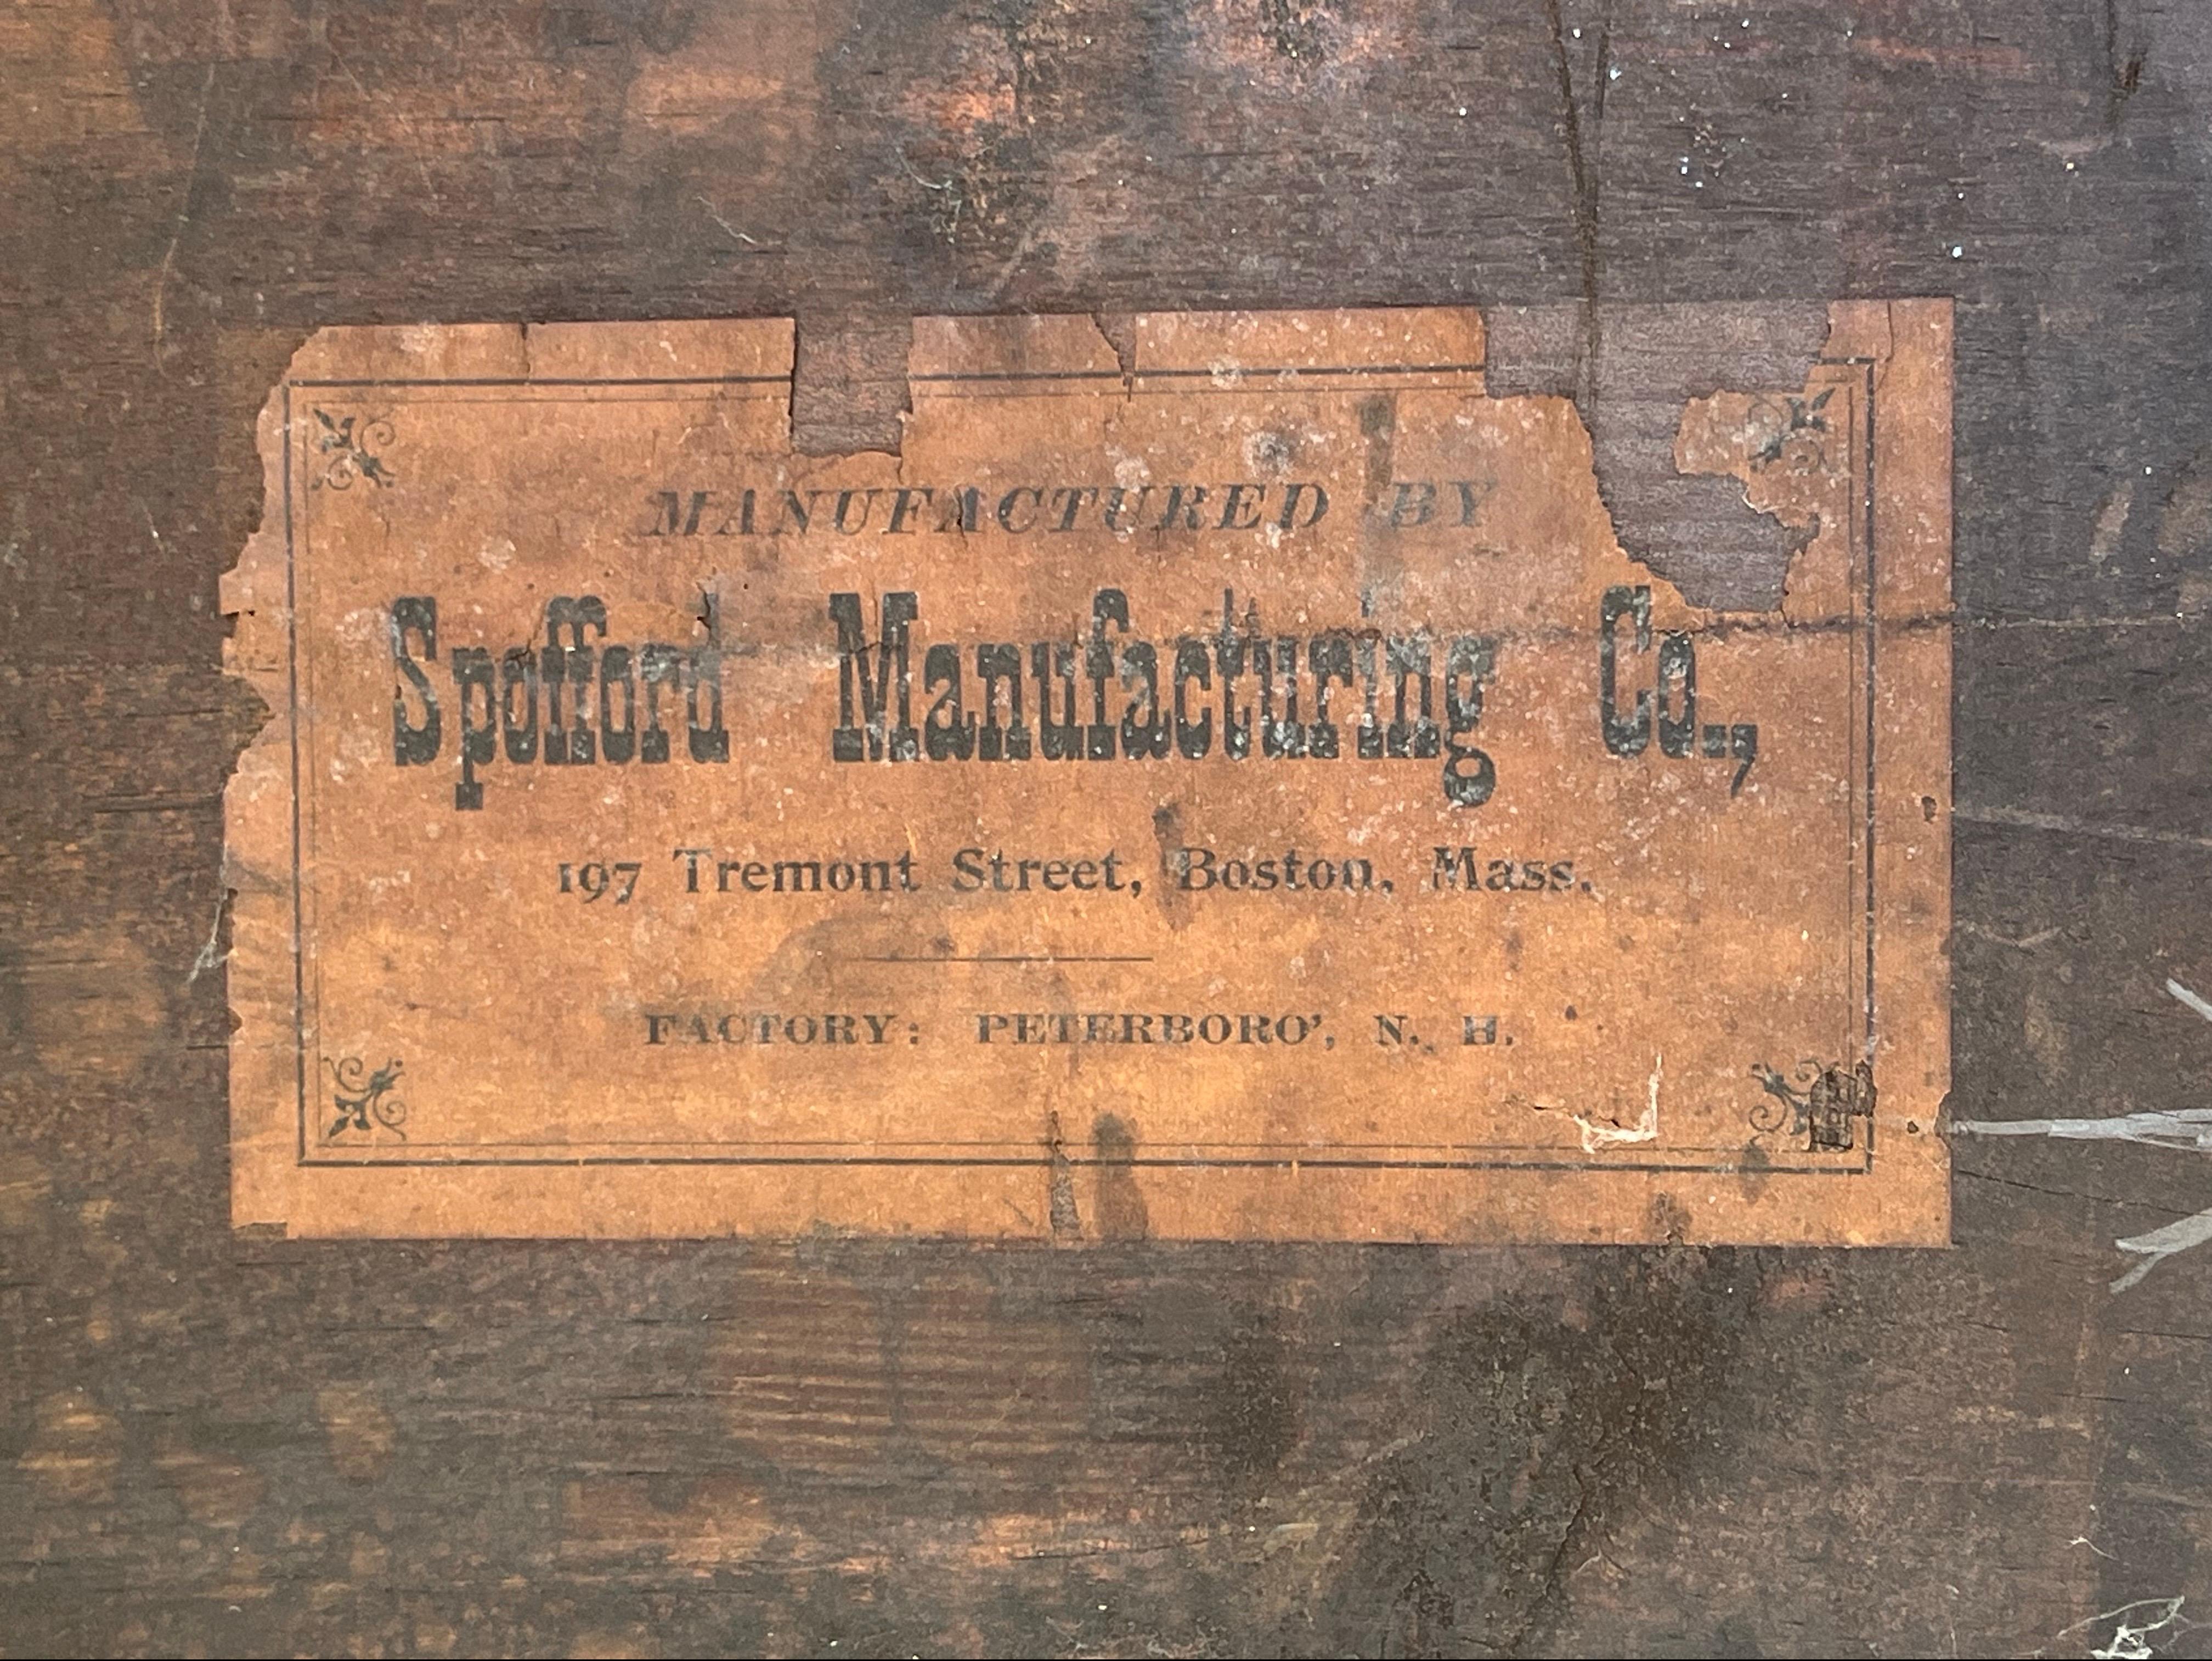 MANUFACTURED BY
Spofford Manufacturing Co.,
197 Tremont Street, Boston, Mass.
FACTORY: PETERBORO', N. H.